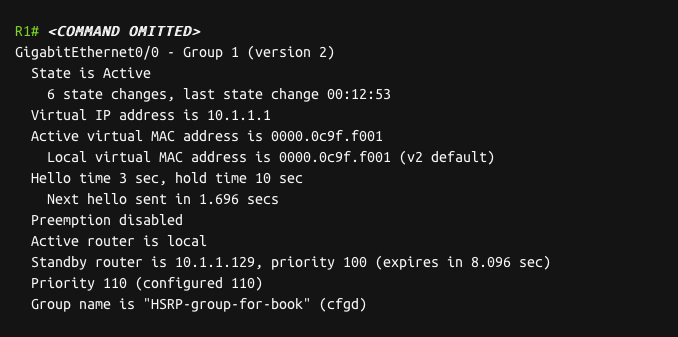 R1# <COMMAND OMITTED>
GigabitEthernet0/0 - Group 1 (version 2)
State is Active
6 state changes, last state change 00:12:53
Virtual IP address is 10.1.1.1
Active virtual MAC address is 0000.0c9f.f001
Local virtual MAC address is 0000.0c9f.f001 (v2 default)
Hello time 3 sec, hold time 10 sec
Next hello sent in 1.696 secs
Preemption disabled
Active router is local
Standby router is 10.1.1.129, priority 100 (expires in 8.096 sec)
Priority 110 (configured 110)
Group name is "HSRP-group-for-book" (cfgd)